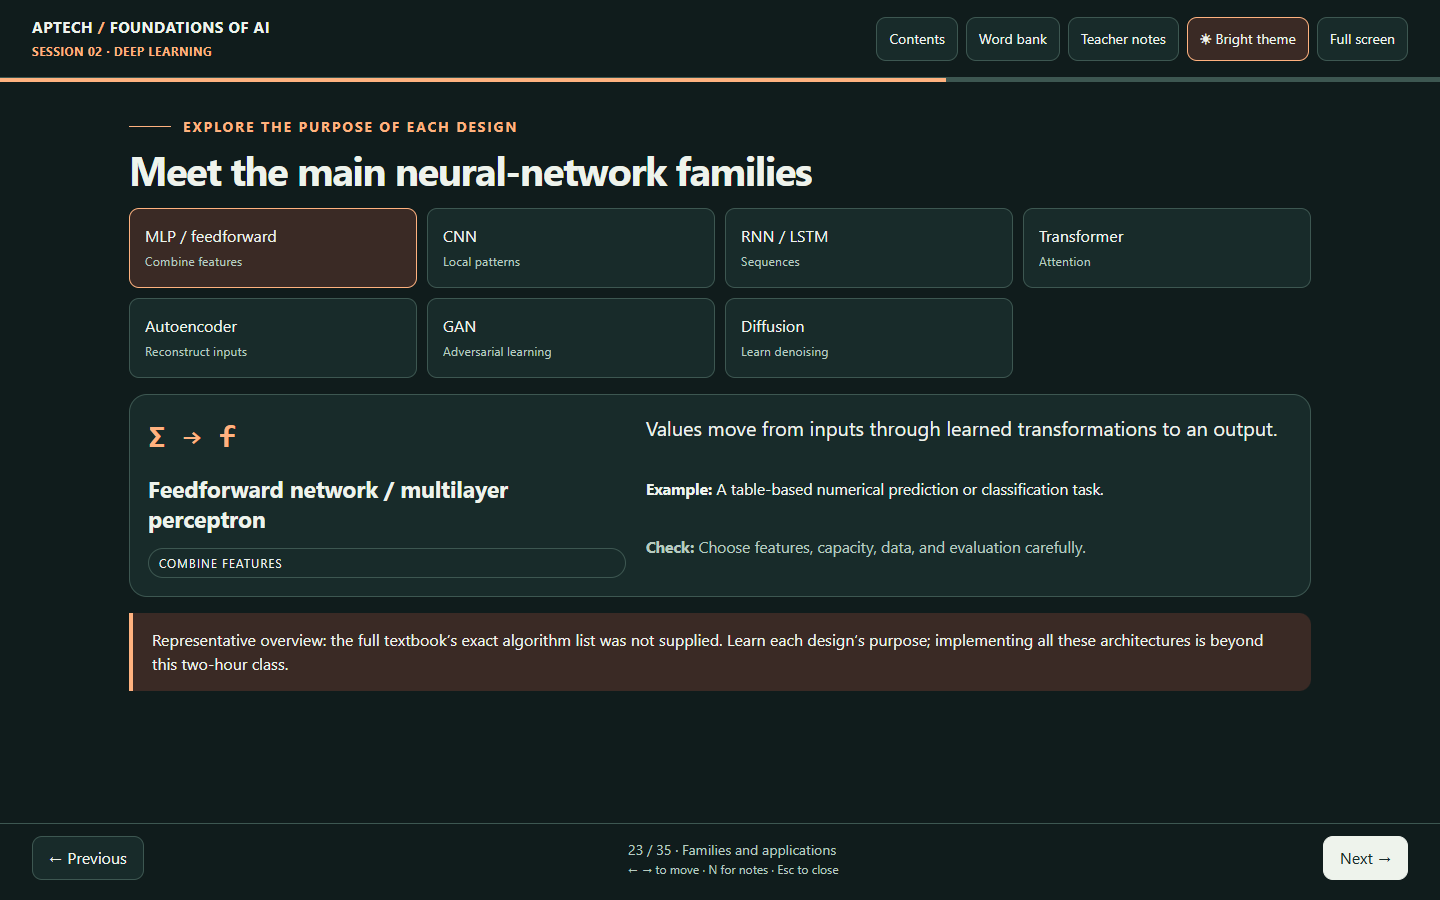 APTECH / FOUNDATIONS OF AI
SESSION 02 · DEEP LEARNING
Contents
Word bank
Teacher notes
☀ Bright theme
Full screen
EXPLORE THE PURPOSE OF EACH DESIGN
Meet the main neural-network families
MLP / feedforward
Combine features
CNN
Local patterns
RNN / LSTM
Sequences
Transformer
Attention
Autoencoder
Reconstruct inputs
GAN
Adversarial learning
Diffusion
Learn denoising
Σ → f
Feedforward network / multilayer
perceptron
COMBINE FEATURES
Values move from inputs through learned transformations to an output.
Example: A table-based numerical prediction or classification task.
Check: Choose features, capacity, data, and evaluation carefully.
Representative overview: the full textbook's exact algorithm list was not supplied. Learn each design's purpose; implementing all these architectures is beyond
this two-hour class.
← Previous
23 / 35 · Families and applications
← → to move · N for notes · Esc to close
Next →